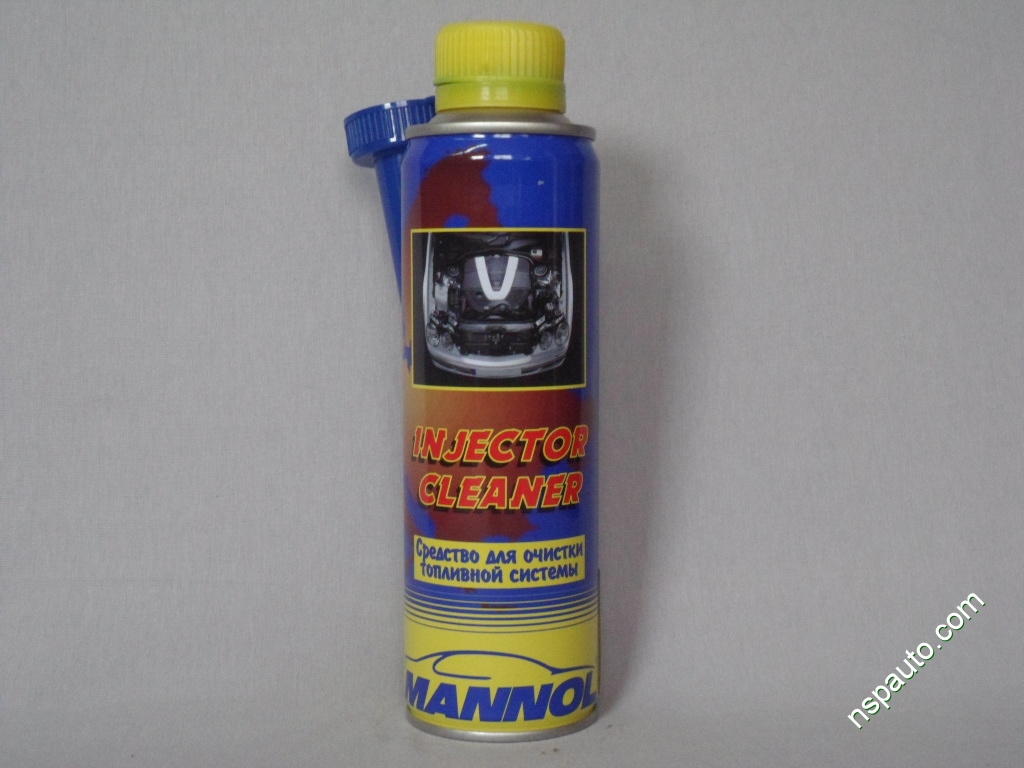 INJECTOR
CLEANER
Средство для очистки
топливной системы
MANNOL
nspauto.com